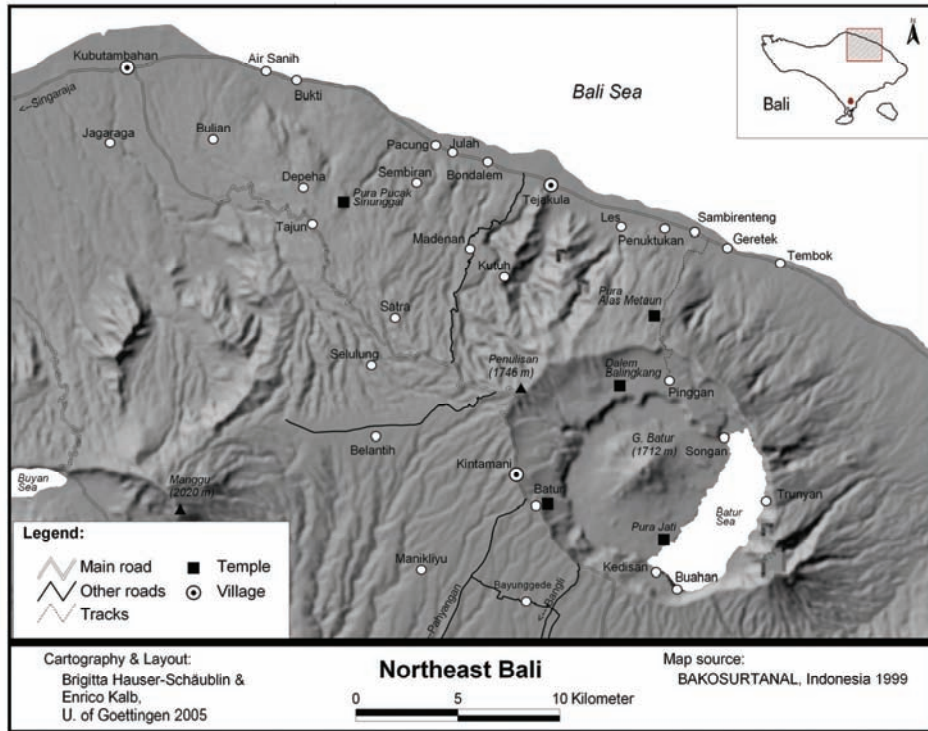 Kubutambahan
Air Sanih
Bukti
<--Singaraja
Bali Sea
Bali
N
Jagaraga
Bulian
Pacung
Julah
Bondalem
Depeha
Sembiran
Pura Pucak
Sinunggal
Tejakula
Tajun
Les
Sambirenteng
Penuktukan
Geretek
Madenan
Tembok
Kutuh
Pura
Alas Metaun
Satra
Selulung
Penulisan
(1746 m)
Dalem
Balingkang
Pinggan
Belantih
G. Batur
(1712 m)
Songan
Buyan
Sea
Manggu
(2020 m)
Kintamani
Batur
Trunyan
Batur
Sea
Pura Jati
Manikliyu
Kedisan
Buahan
Bayunggede
<--Pahyangan
<--Bangli
Legend:
Main road
Temple
Other roads
Village
Tracks
Cartography & Layout:
Brigitta Hauser-Schäublin &
Enrico Kalb,
U. of Goettingen 2005
Northeast Bali
0 5 10 Kilometer
Map source:
BAKOSURTANAL, Indonesia 1999